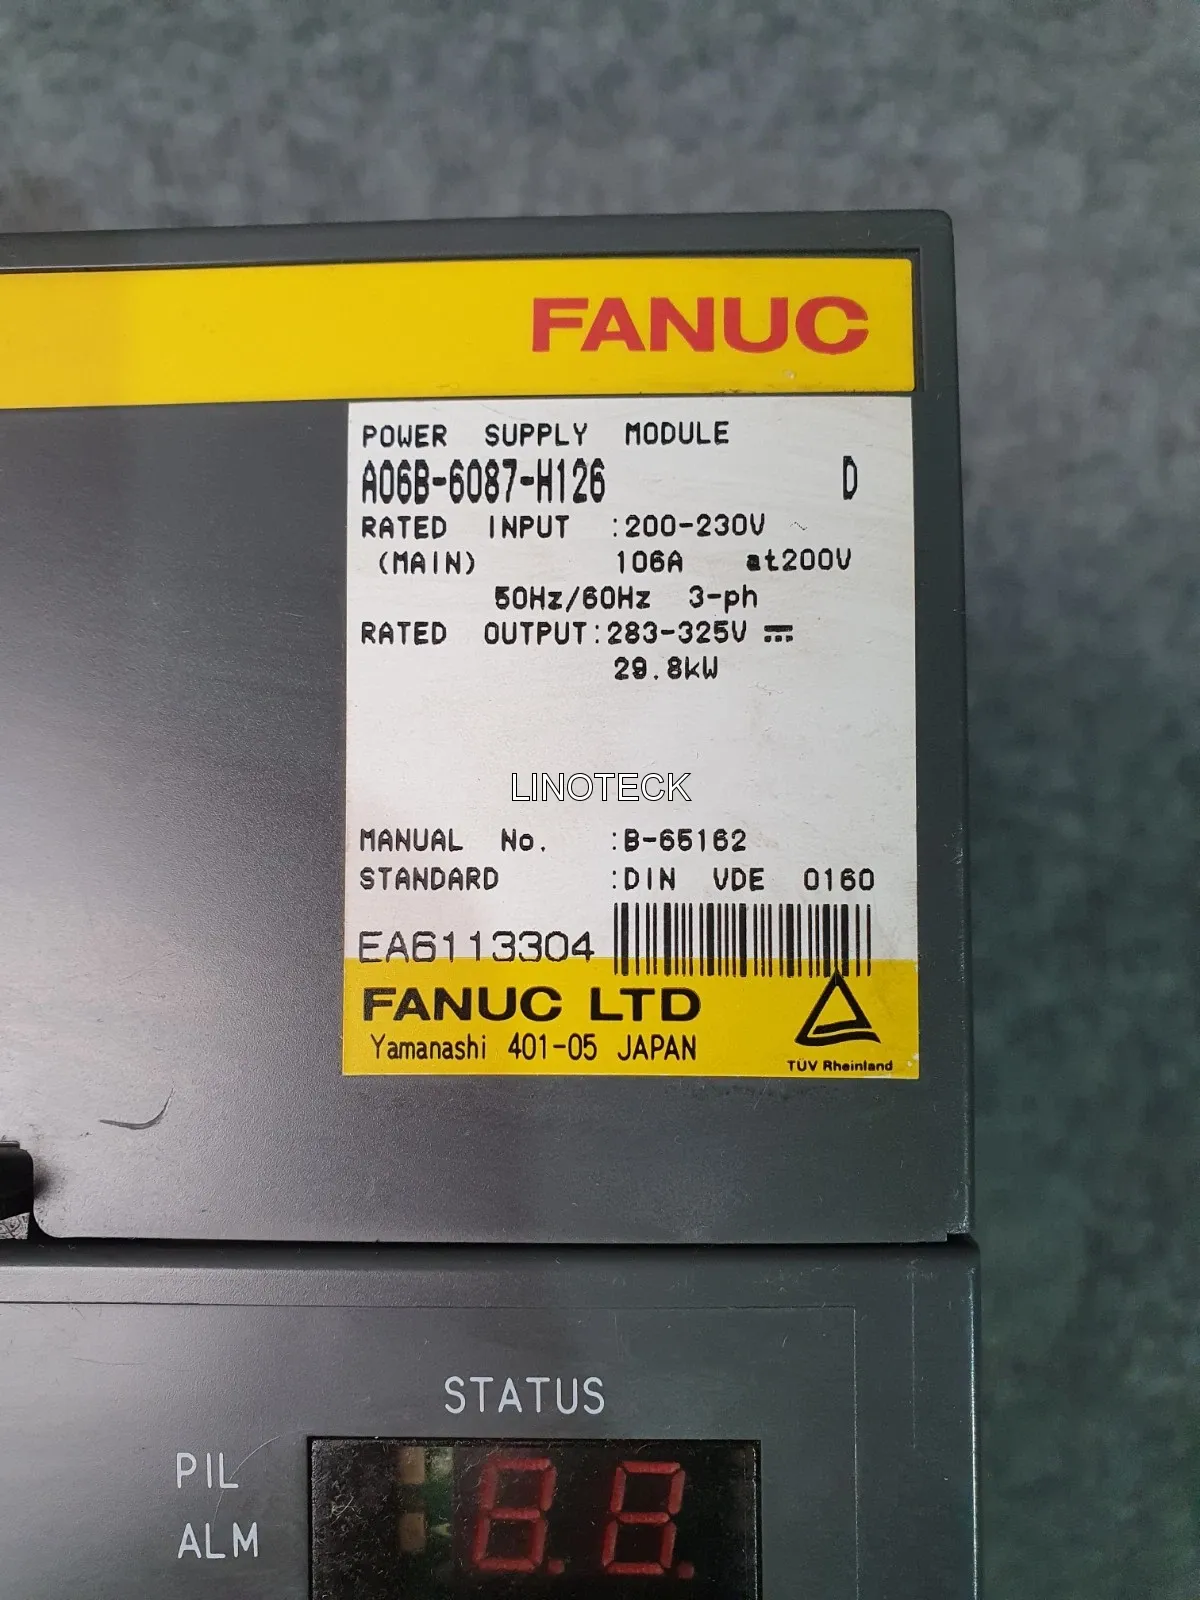 FANUC
POWER SUPPLY MODULE
A06B-6087-H126 D
RATED INPUT :200-230V ~
(MAIN) 106A at200V
50Hz/60Hz 3-ph
RATED OUTPUT:283-325V ⎓
29.8kW
LINOTECK
MANUAL No. :B-65162
STANDARD :DIN VDE 0160
EA6113304
FANUC LTD
Yamanashi 401-05 JAPAN
TÜV Rheinland
STATUS
PIL
ALM
8.8.